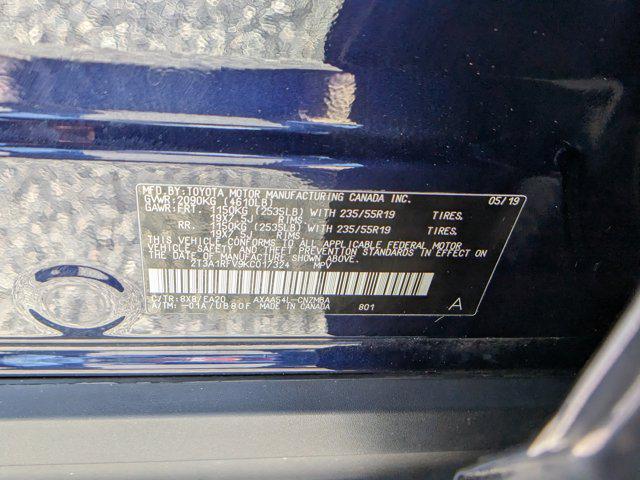 MFD.BY:TOYOTA MOTOR MANUFACTURING CANADA INC. 05/19
GVWR:2090KG (4610LB)
GAWR:FRT. 1150KG (2535LB) WITH 235/55R19 TIRES,
19X7.5J RIMS,
RR. 1150KG (2535LB) WITH 235/55R19 TIRES,
19X7.5J RIMS,
THIS VEHICLE CONFORMS TO ALL APPLICABLE FEDERAL MOTOR
VEHICLE SAFETY AND THEFT PREVENTION STANDARDS IN EFFECT ON
THE DATE OF MANUFACTURE SHOWN ABOVE.
2T3A1RFV9KC017324 MPV
C/TR:8X8/EA20 AXAA54L-CNZMBA
A/TM:-01A/UB80F MADE IN CANADA 801 A